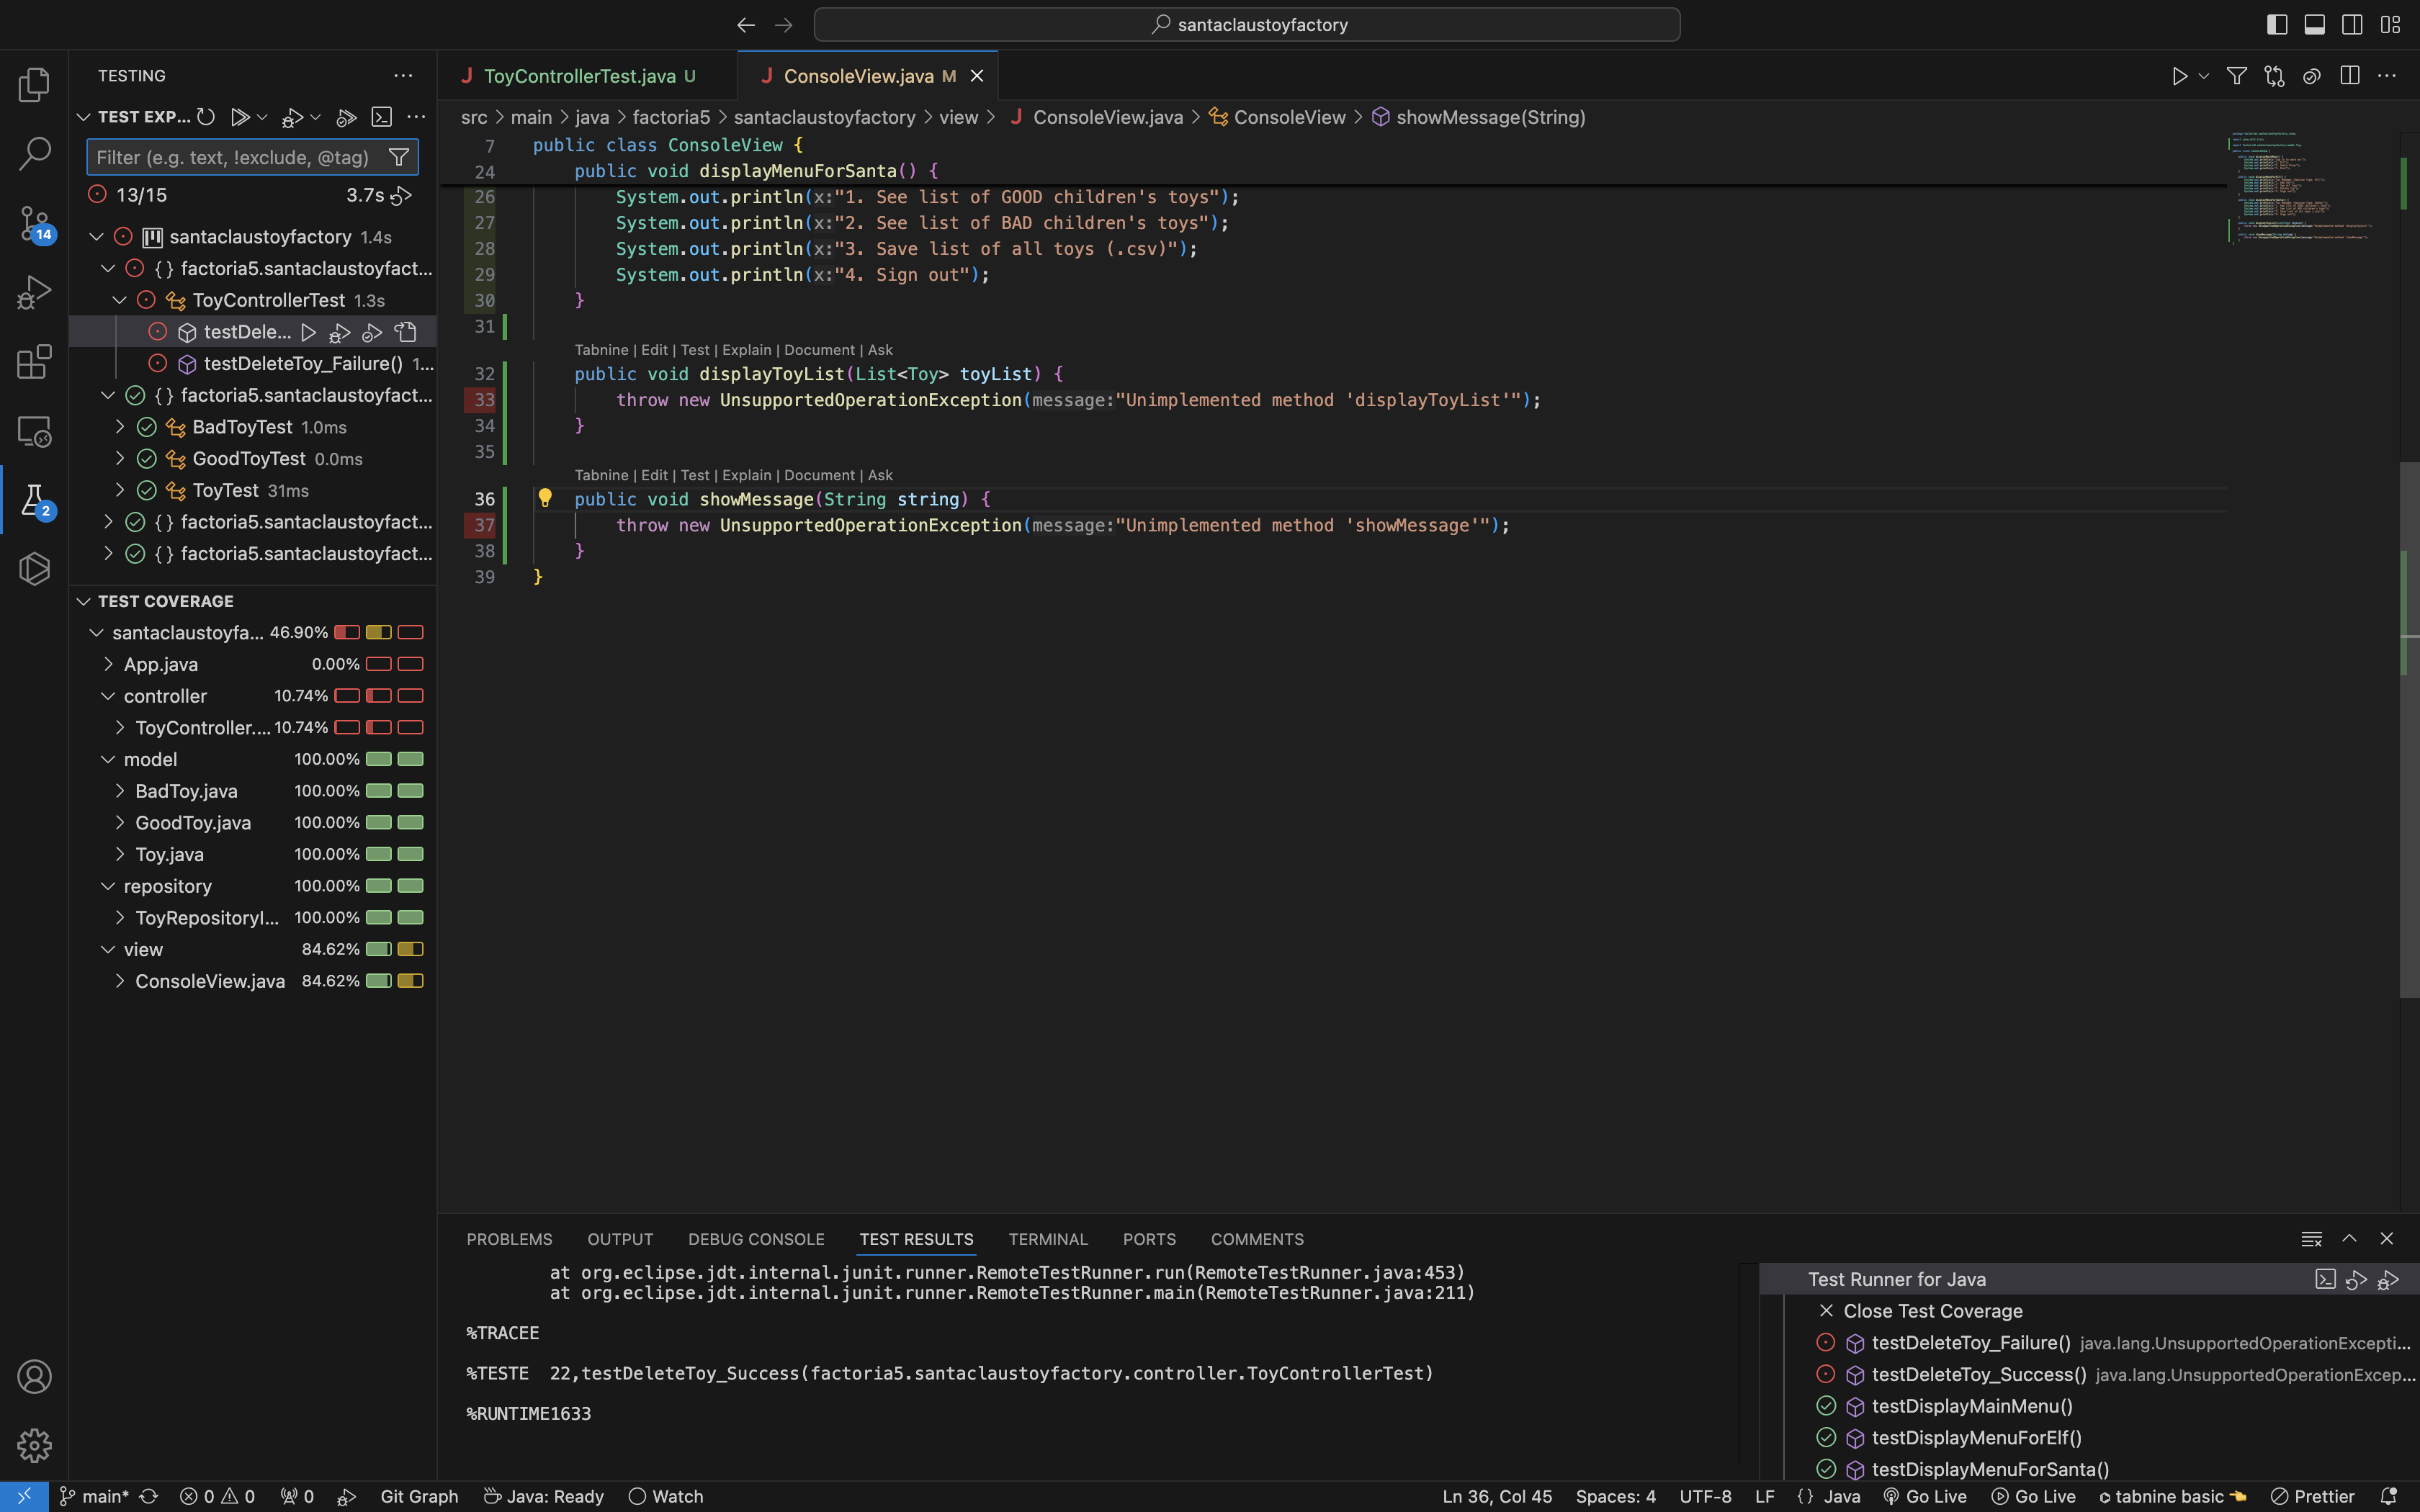 santaclaustoyfactory
TESTING
TEST EXP...
Filter (e.g. text, !exclude, @tag)
13/15
3.7s
santaclaustoyfactory 1.4s
{} factoria5.santaclaustoyfact...
ToyControllerTest 1.3s
testDele...
testDeleteToy_Failure() 1...
{} factoria5.santaclaustoyfact...
BadToyTest 1.0ms
GoodToyTest 0.0ms
ToyTest 31ms
{} factoria5.santaclaustoyfact...
{} factoria5.santaclaustoyfact...
14
2
TEST COVERAGE
santaclaustoyfa... 46.90%
App.java 0.00%
controller 10.74%
ToyController.... 10.74%
model 100.00%
BadToy.java 100.00%
GoodToy.java 100.00%
Toy.java 100.00%
repository 100.00%
ToyRepositoryI... 100.00%
view 84.62%
ConsoleView.java 84.62%
J ToyControllerTest.java U
J ConsoleView.java M
src > main > java > factoria5 > santaclaustoyfactory > view > J ConsoleView.java > ConsoleView > showMessage(String)
7 public class ConsoleView {
24 public void displayMenuForSanta() {
26 System.out.println(x:"1. See list of GOOD children's toys");
27 System.out.println(x:"2. See list of BAD children's toys");
28 System.out.println(x:"3. Save list of all toys (.csv)");
29 System.out.println(x:"4. Sign out");
30 }
31
Tabnine | Edit | Test | Explain | Document | Ask
32 public void displayToyList(List<Toy> toyList) {
33 throw new UnsupportedOperationException(message:"Unimplemented method 'displayToyList'");
34 }
35
Tabnine | Edit | Test | Explain | Document | Ask
36 public void showMessage(String string) {
37 throw new UnsupportedOperationException(message:"Unimplemented method 'showMessage'");
38 }
39 }
PROBLEMS OUTPUT DEBUG CONSOLE TEST RESULTS TERMINAL PORTS COMMENTS
at org.eclipse.jdt.internal.junit.runner.RemoteTestRunner.run(RemoteTestRunner.java:453)
at org.eclipse.jdt.internal.junit.runner.RemoteTestRunner.main(RemoteTestRunner.java:211)
%TRACEE
%TESTE 22,testDeleteToy_Success(factoria5.santaclaustoyfactory.controller.ToyControllerTest)
%RUNTIME1633
Test Runner for Java
Close Test Coverage
testDeleteToy_Failure() java.lang.UnsupportedOperationExcepti...
testDeleteToy_Success() java.lang.UnsupportedOperationExcep...
testDisplayMainMenu()
testDisplayMenuForElf()
testDisplayMenuForSanta()
main* 0 0 0 Git Graph Java: Ready Watch Ln 36, Col 45 Spaces: 4 UTF-8 LF {} Java Go Live Go Live tabnine basic Prettier